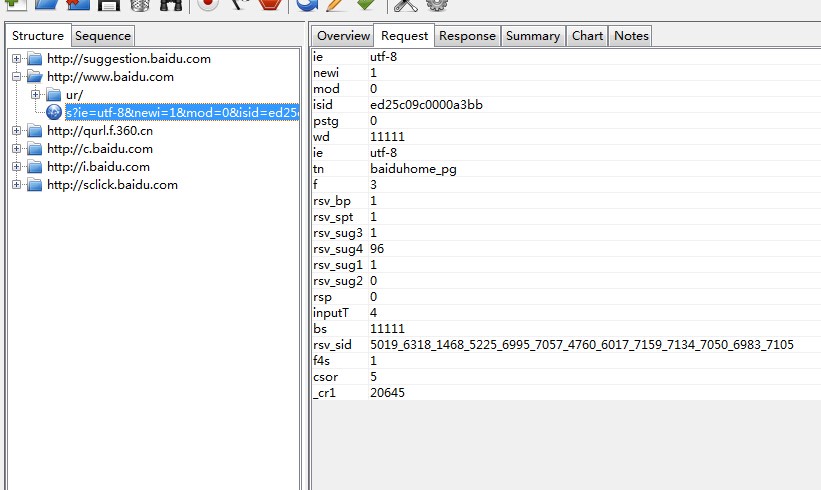 Structure Sequence
http://suggestion.baidu.com
http://www.baidu.com
ur/
s?ie=utf-8&newi=1&mod=0&isid=ed25
http://qurl.f.360.cn
http://c.baidu.com
http://i.baidu.com
http://sclick.baidu.com
Overview Request Response Summary Chart Notes
ie utf-8
newi 1
mod 0
isid ed25c09c0000a3bb
pstg 0
wd 11111
ie utf-8
tn baiduhome_pg
f 3
rsv_bp 1
rsv_spt 1
rsv_sug3 1
rsv_sug4 96
rsv_sug1 1
rsv_sug2 0
rsp 0
inputT 4
bs 11111
rsv_sid 5019_6318_1468_5225_6995_7057_4760_6017_7159_7134_7050_6983_7105
f4s 1
csor 5
_cr1 20645